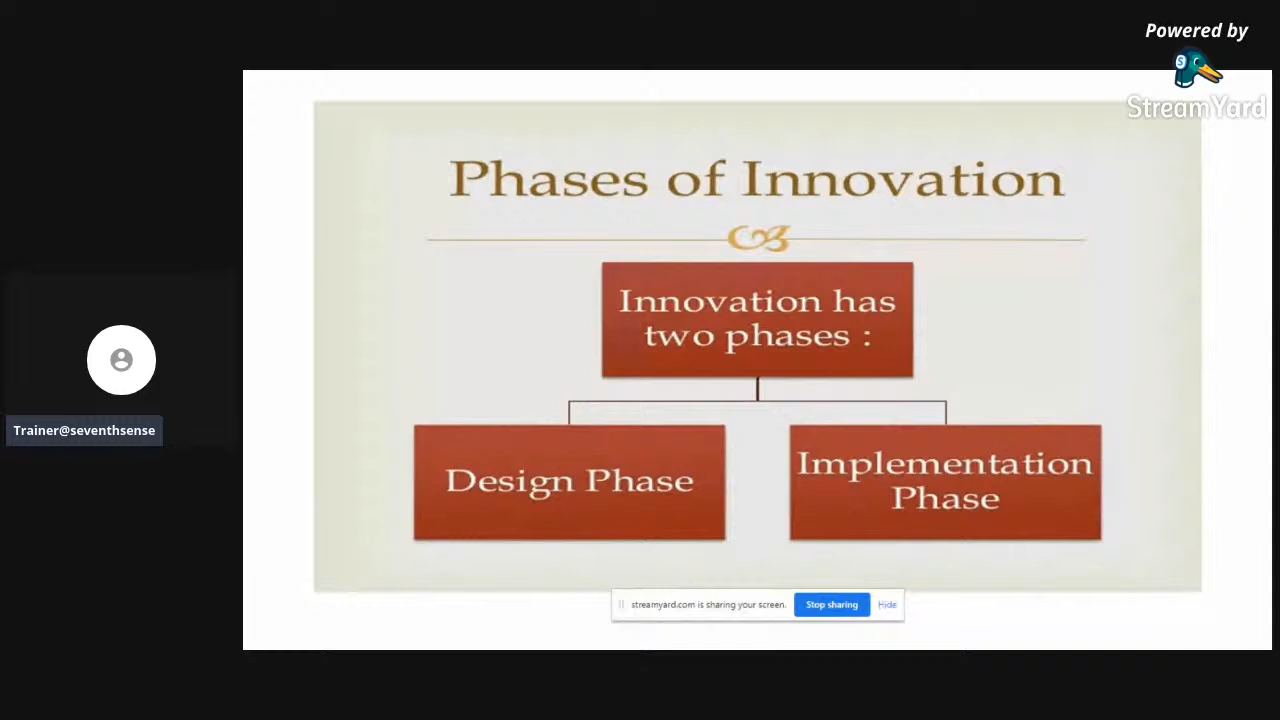 Powered by
StreamYard
Phases of Innovation
Innovation has
two phases :
Design Phase
Implementation
Phase
Trainer@seventhsense
streamyard.com is sharing your screen.
Stop sharing
Hide